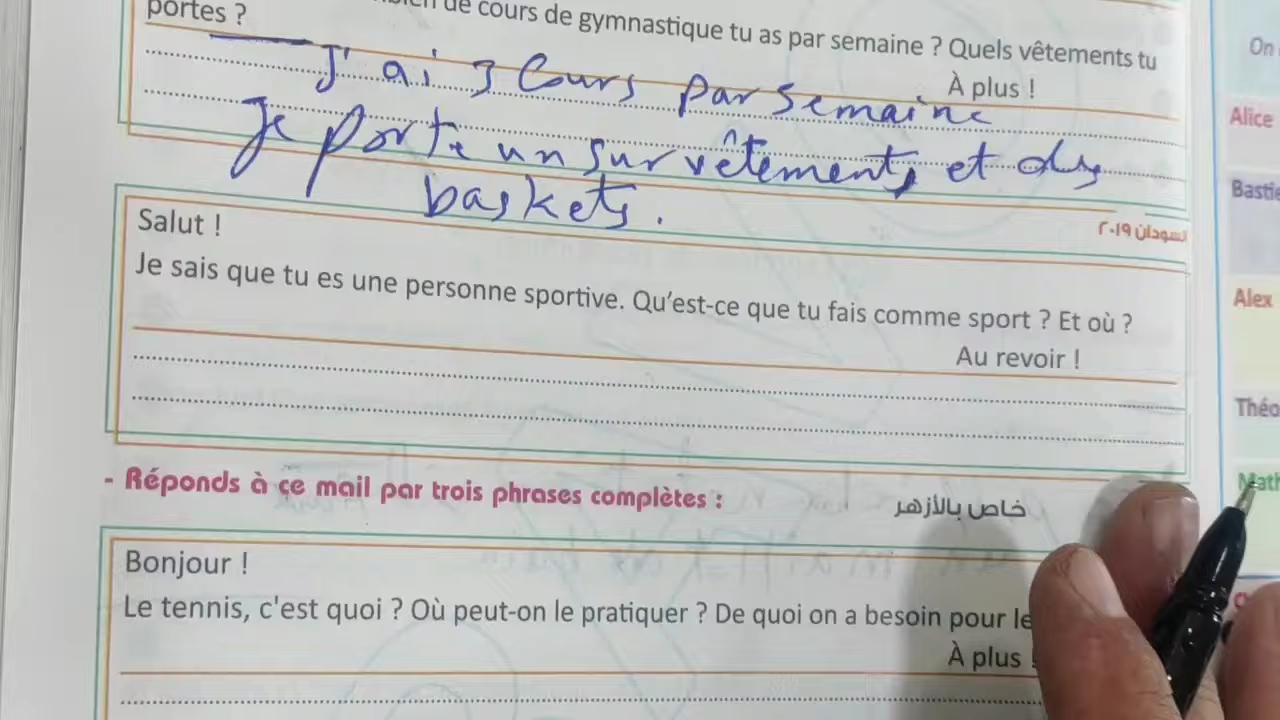 de cours de gymnastique tu as par semaine ? Quels vêtements tu
portes ?
À plus !
J'ai 3 cours par semaine
Je porte un survêtement, et des
baskets.
السودان ٢٠١٩
Salut !
Je sais que tu es une personne sportive. Qu'est-ce que tu fais comme sport ? Et où ?
Au revoir !
- Réponds à ce mail par trois phrases complètes :
خاص بالأزهر
Bonjour !
Le tennis, c'est quoi ? Où peut-on le pratiquer ? De quoi on a besoin pour le
À plus !
On
Alice
Bastie
Alex
Théo
Math